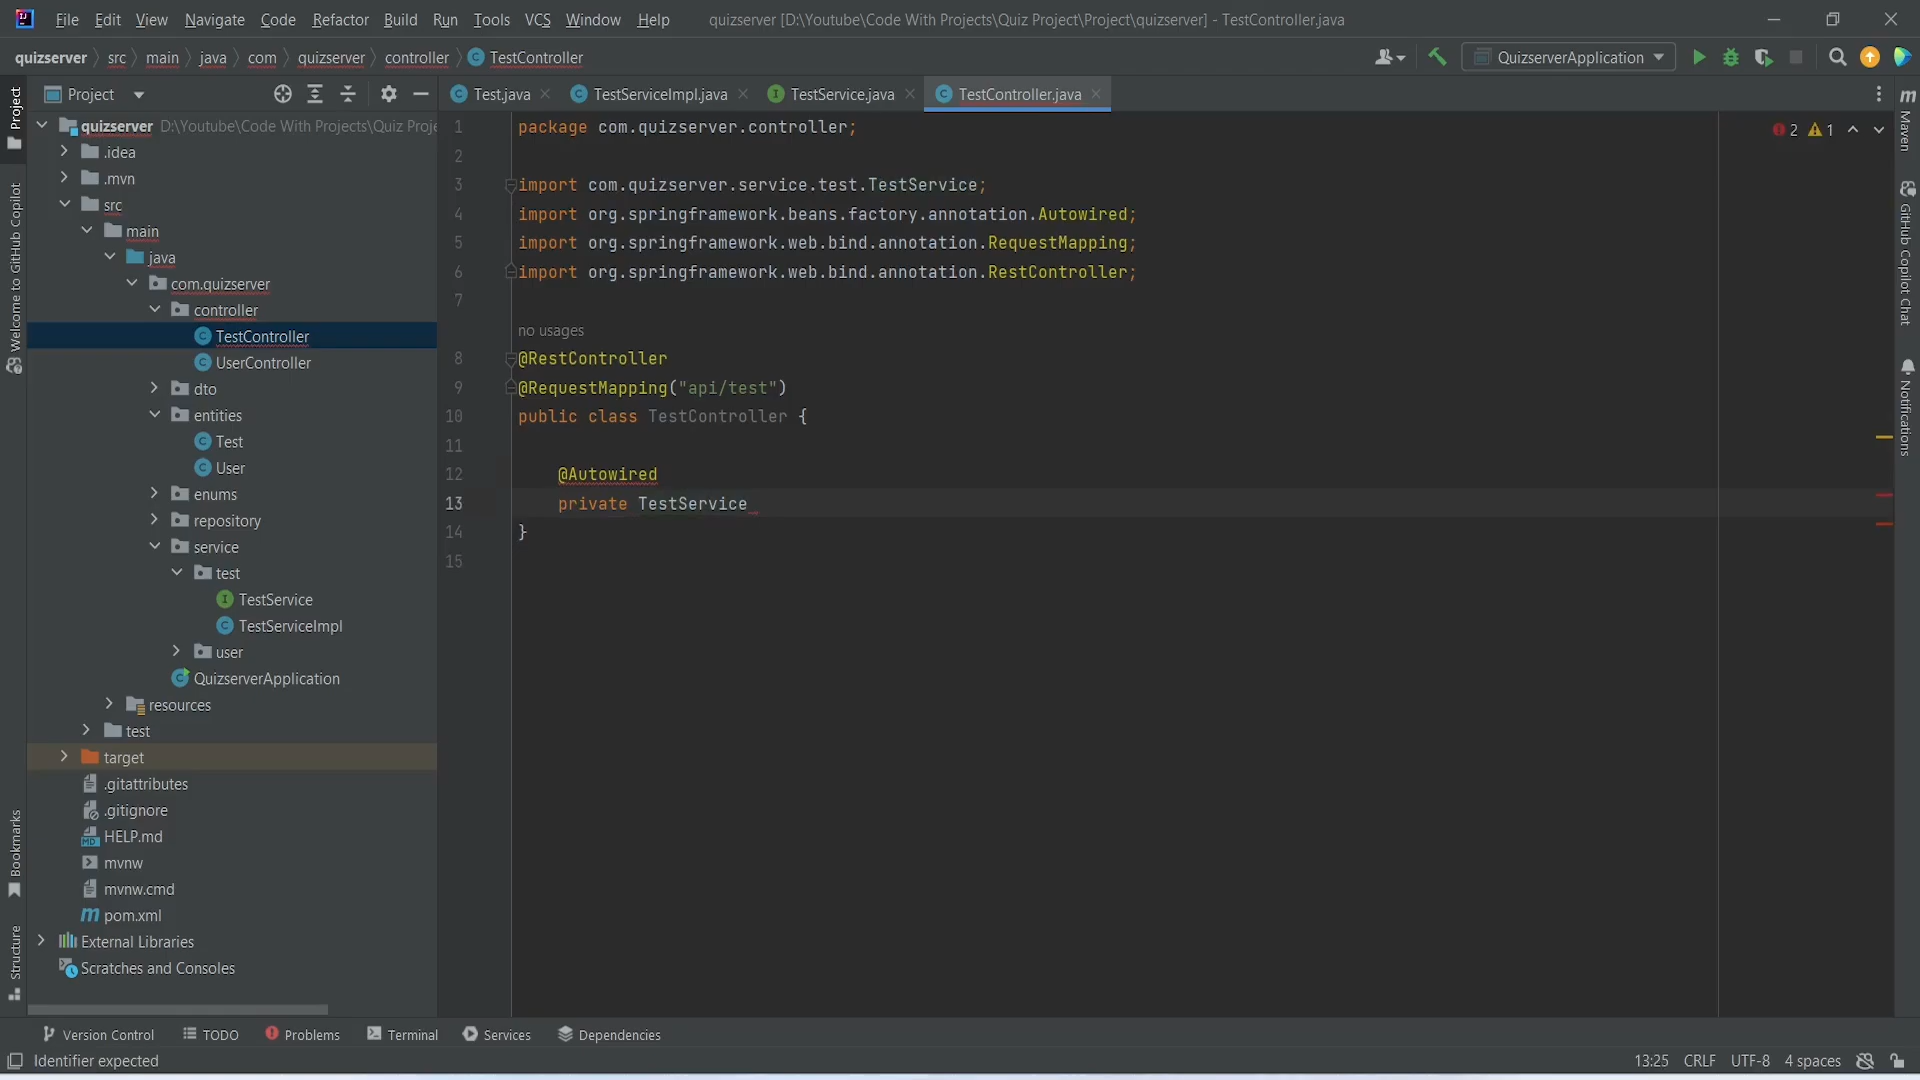 File Edit View Navigate Code Refactor Build Run Tools VCS Window Help quizserver [D:\Youtube\Code With Projects\Quiz Project\Project\quizserver] - TestController.java
quizserver src main java com quizserver controller TestController QuizserverApplication
Project
Test.java TestServiceImpl.java TestService.java TestController.java
quizserver D:\Youtube\Code With Projects\Quiz Proje
.idea
.mvn
src
main
java
com.quizserver
controller
TestController
UserController
dto
entities
Test
User
enums
repository
service
test
TestService
TestServiceImpl
user
QuizserverApplication
resources
test
target
.gitattributes
.gitignore
HELP.md
mvnw
mvnw.cmd
pom.xml
External Libraries
Scratches and Consoles
1 package com.quizserver.controller;
2
3 import com.quizserver.service.test.TestService;
4 import org.springframework.beans.factory.annotation.Autowired;
5 import org.springframework.web.bind.annotation.RequestMapping;
6 import org.springframework.web.bind.annotation.RestController;
7
no usages
8 @RestController
9 @RequestMapping("api/test")
10 public class TestController {
11
12 @Autowired
13 private TestService
14 }
15
2 1
Project
Welcome to GitHub Copilot
Bookmarks
Structure
Maven
GitHub Copilot Chat
Notifications
Version Control TODO Problems Terminal Services Dependencies
Identifier expected 13:25 CRLF UTF-8 4 spaces